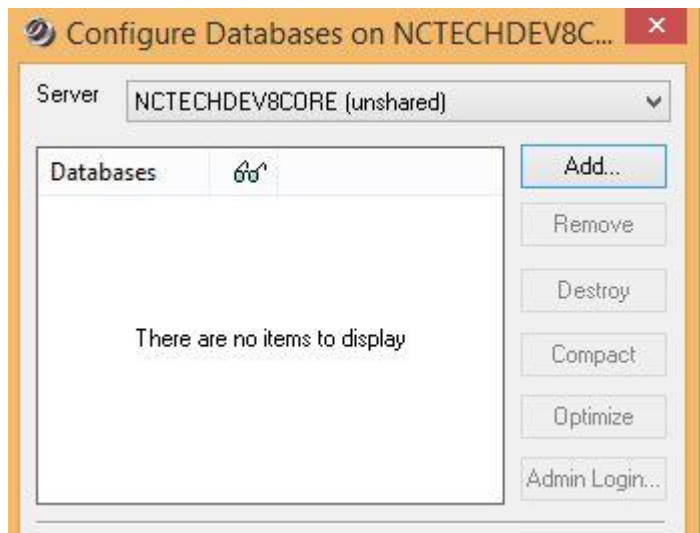 Configure Databases on NCTECHDEV8C...
Server NCTECHDEV8CORE (unshared)
Databases
Add...
Remove
Destroy
There are no items to display
Compact
Optimize
Admin Login...